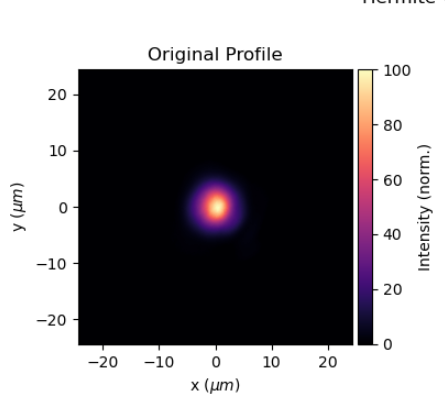 Hermite
Original Profile
100
80
60
40
20
0
Intensity (norm.)
20
10
0
−10
−20
y (μm)
−20 −10 0 10 20
x (μm)